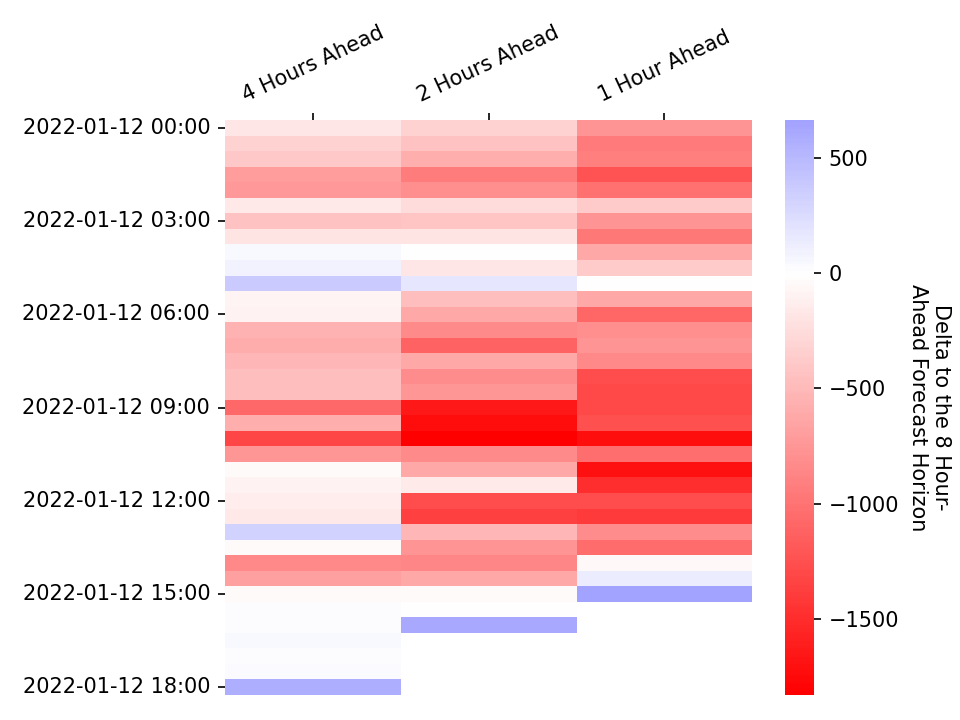 4 Hours Ahead
2 Hours Ahead
1 Hour Ahead
2022-01-12 00:00
2022-01-12 03:00
2022-01-12 06:00
2022-01-12 09:00
2022-01-12 12:00
2022-01-12 15:00
2022-01-12 18:00
500
0
−500
−1000
−1500
Delta to the 8 Hour-
Ahead Forecast Horizon